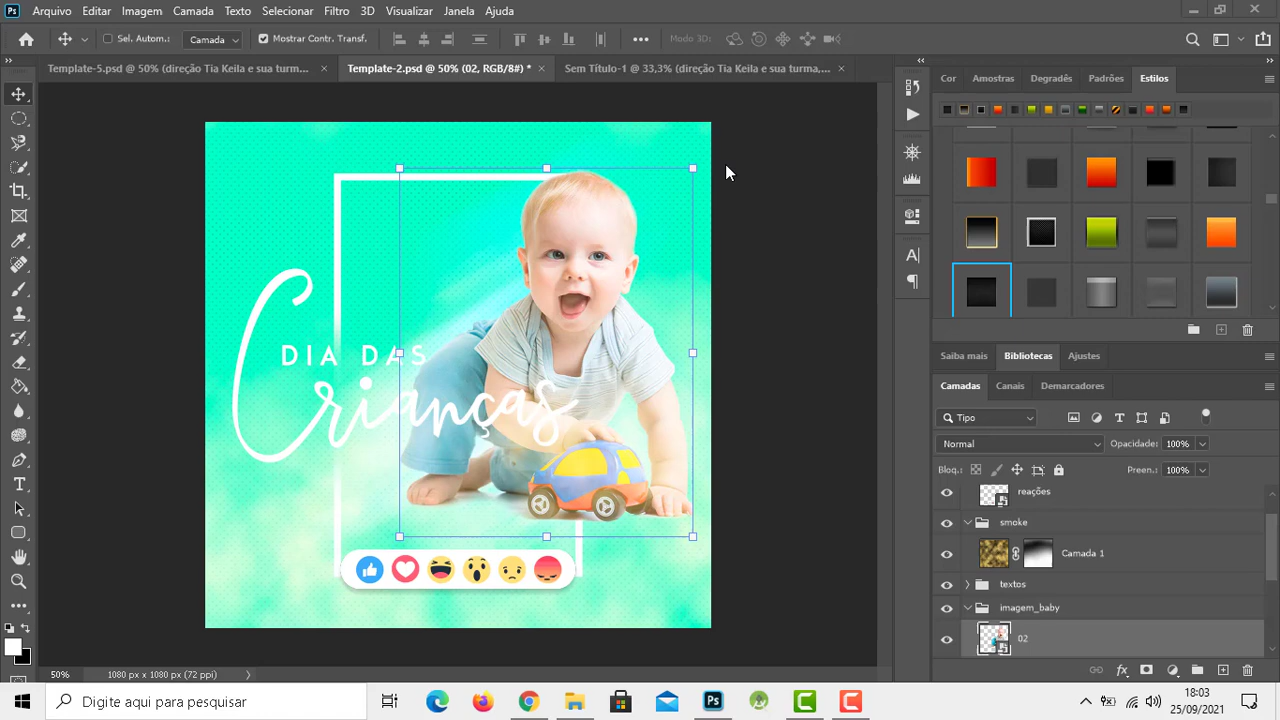 Ps Arquivo Editar Imagem Camada Texto Selecionar Filtro 3D Visualizar Janela Ajuda
Sel. Autom.: Camada Mostrar Contr. Transf. Modo 3D:
Template-5.psd @ 50% (direção Tia Keila e sua turm... × Template-2.psd @ 50% (02, RGB/8#) * × Sem Título-1 @ 33,3% (direção Tia Keila e sua turma,... ×
Cor Amostras Degradês Padrões Estilos
DIA DAS
Crianças
Saiba mais Bibliotecas Ajustes
Camadas Canais Demarcadores
Tipo
Normal Opacidade: 100%
Bloq.: Preen.: 100%
reações
smoke
Camada 1
textos
imagem_baby
02
50% 1080 px x 1080 px (72 ppi)
Digite aqui para pesquisar
Ps
18:03
25/09/2021